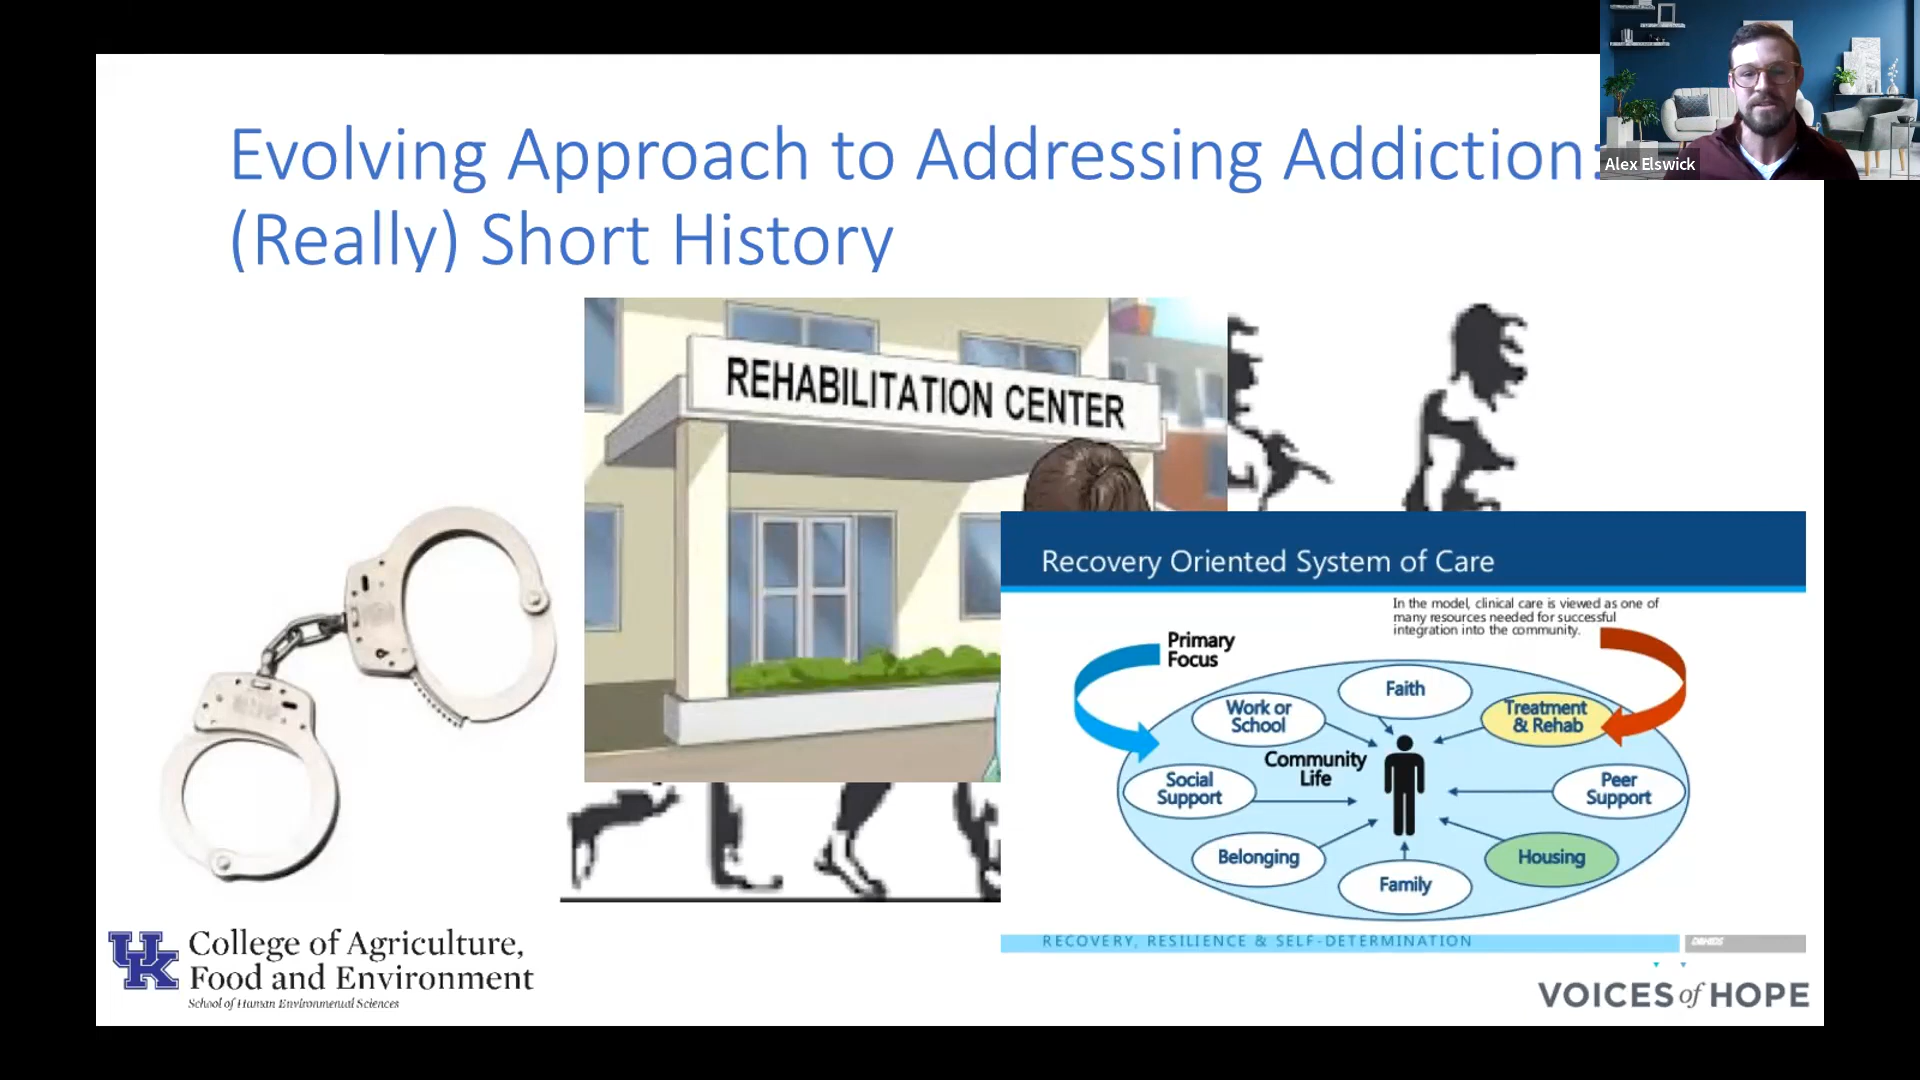 Evolving Approach to Addressing Addiction:
(Really) Short History
Alex Elswick
REHABILITATION CENTER
Recovery Oriented System of Care
In the model, clinical care is viewed as one of
many resources needed for successful
integration into the community.
Primary
Focus
Faith
Work or
School
Treatment
& Rehab
Community
Life
Social
Support
Peer
Support
Belonging
Housing
Family
RECOVERY, RESILIENCE & SELF-DETERMINATION
DBHIDS
UK
College of Agriculture,
Food and Environment
School of Human Environmental Sciences
VOICES of HOPE